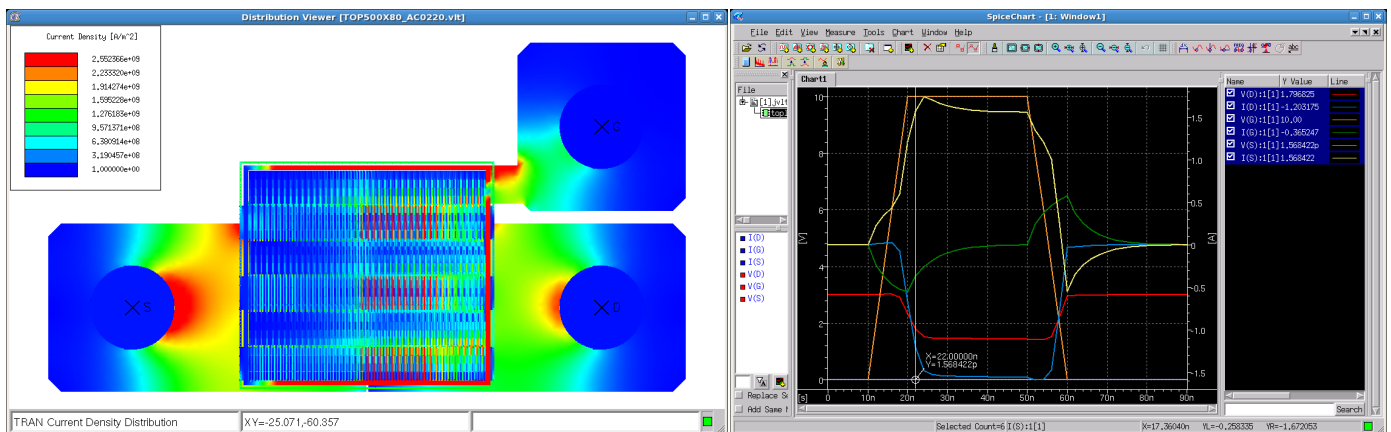 Distribution Viewer [TOP500X80_AC0220.vlt]
Current Density [A/m^2]
2.552366e+09
2.233320e+09
1.914274e+09
1.595228e+09
1.276183e+09
9.571371e+08
6.380914e+08
3.190457e+08
1.000000e+00
G
S
D
TRAN Current Density Distribution
XY=-25.071,-60.357
SpiceChart - [1: Window1]
File Edit View Measure Tools Chart Window Help
abc
File
[1]jvlt
top_
I(D)
I(G)
I(S)
V(D)
V(G)
V(S)
Replace
Add Same
Chart1
10
8
6
4
2
0
[V]
1.5
1.0
0.5
0
-0.5
-1.0
-1.5
[A]
X=22.00000n
Y=1.568422p
[s] 0 10n 20n 30n 40n 50n 60n 70n 80n 90n
Name Y Value Line
V(D):1[1] 1.796825
I(D):1[1] -1.203175
V(G):1[1] 10.00
I(G):1[1] -0.365247
V(S):1[1] 1.568422p
I(S):1[1] 1.568422
Search
Selected Count=6 I(S):1[1]
X=17.36040n YL=-0.258335 YR=-1.672053